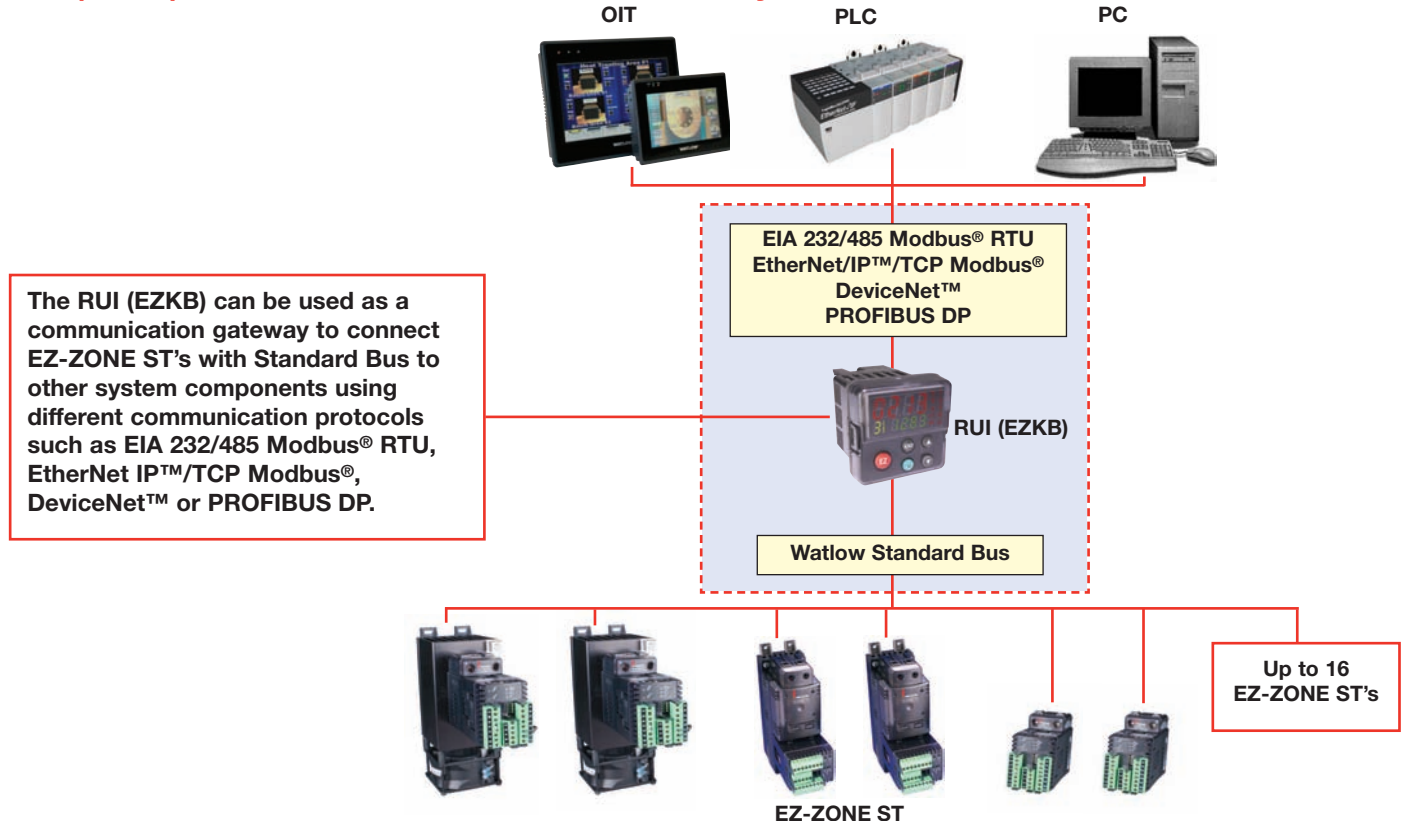 OIT
PLC
PC
EtherNet/IP
EIA 232/485 Modbus® RTU
EtherNet/IP™/TCP Modbus®
DeviceNet™
PROFIBUS DP
The RUI (EZKB) can be used as a
communication gateway to connect
EZ-ZONE ST's with Standard Bus to
other system components using
different communication protocols
such as EIA 232/485 Modbus® RTU,
EtherNet IP™/TCP Modbus®,
DeviceNet™ or PROFIBUS DP.
EZ
RUI (EZKB)
Watlow Standard Bus
Up to 16
EZ-ZONE ST's
EZ-ZONE ST